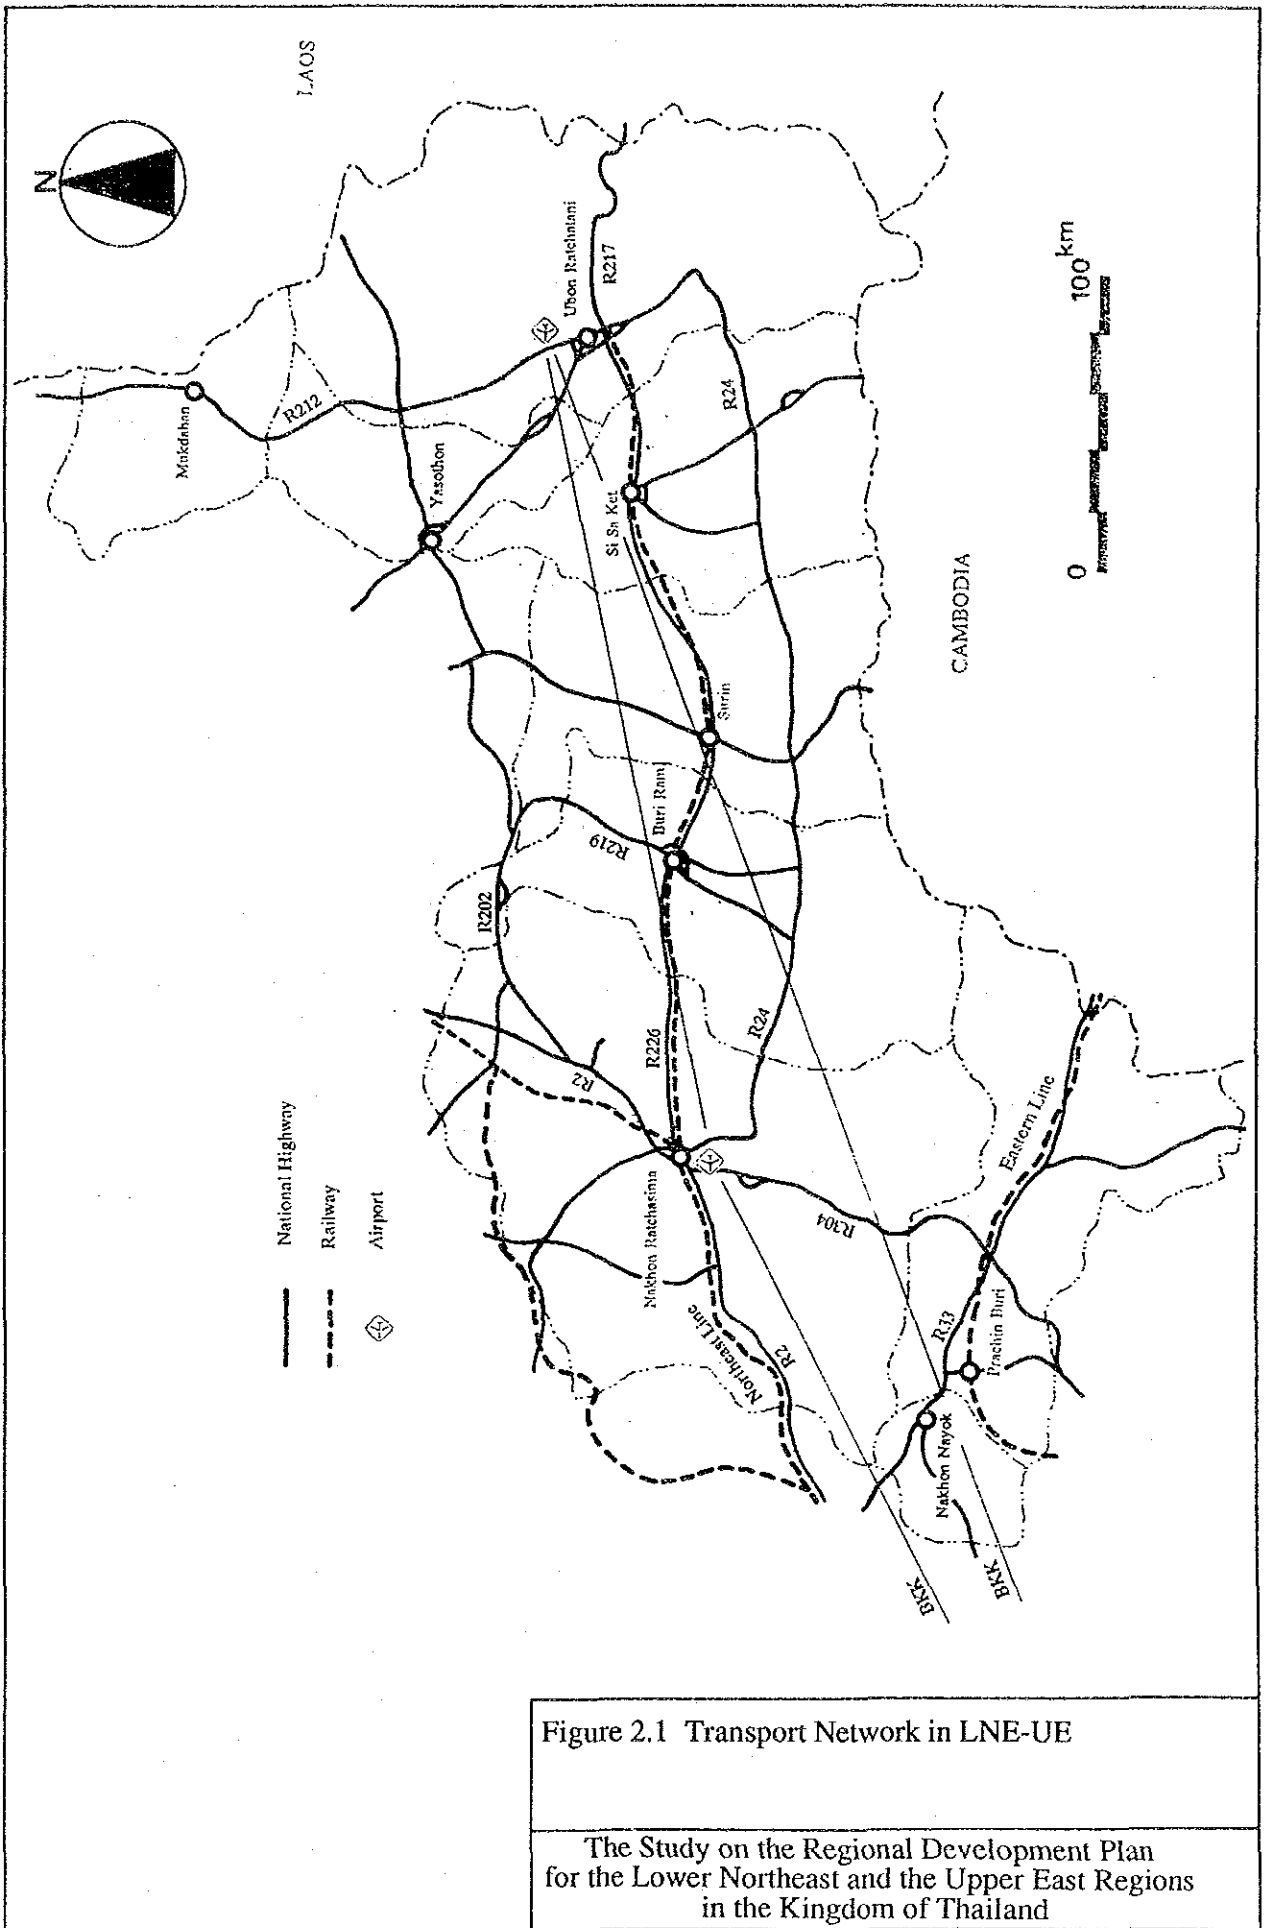 N
LAOS
Mukdahan
R212
Yasothon
Ubon Ratchatani
R217
R24
Si Sa Ket
100 km
0
CAMBODIA
Surin
Buri Ram
R219
R202
R226
R24
R2
Nakhon Ratchasima
R304
Eastern Line
Northeast Line
R2
R33
Prachin Buri
Nakhon Nayok
BKK
BKK
National Highway
Railway
Airport
Figure 2.1 Transport Network in LNE-UE
The Study on the Regional Development Plan
for the Lower Northeast and the Upper East Regions
in the Kingdom of Thailand